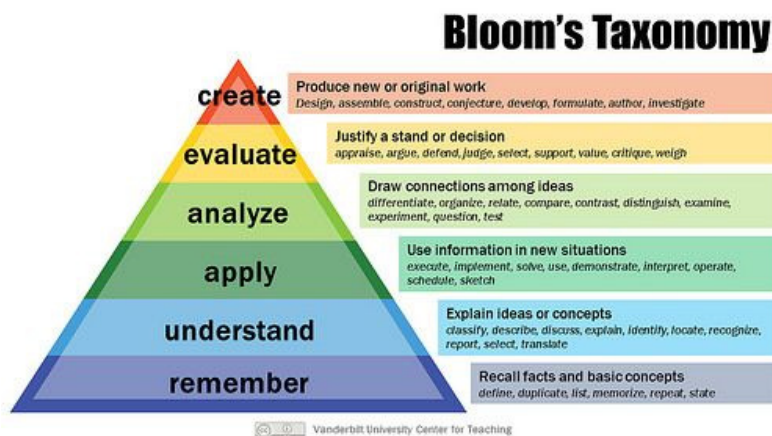 Bloom's Taxonomy
create
Produce new or original work
Design, assemble, construct, conjecture, develop, formulate, author, investigate
evaluate
Justify a stand or decision
appraise, argue, defend, judge, select, support, value, critique, weigh
analyze
Draw connections among ideas
differentiate, organize, relate, compare, contrast, distinguish, examine,
experiment, question, test
apply
Use information in new situations
execute, implement, solve, use, demonstrate, interpret, operate,
schedule, sketch
understand
Explain ideas or concepts
classify, describe, discuss, explain, identify, locate, recognize,
report, select, translate
remember
Recall facts and basic concepts
define, duplicate, list, memorize, repeat, state
cc
Vanderbilt University Center for Teaching